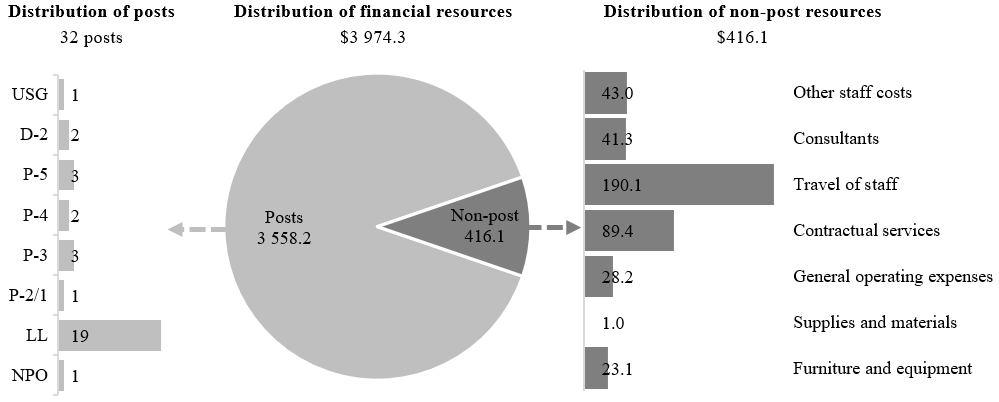 Distribution of posts
32 posts
USG 1
D-2 2
P-5 3
P-4 2
P-3 3
P-2/1 1
LL 19
NPO 1
Distribution of financial resources
$3 974.3
Posts
3 558.2
Non-post
416.1
Distribution of non-post resources
$416.1
43.0 Other staff costs
41.3 Consultants
190.1 Travel of staff
89.4 Contractual services
28.2 General operating expenses
1.0 Supplies and materials
23.1 Furniture and equipment